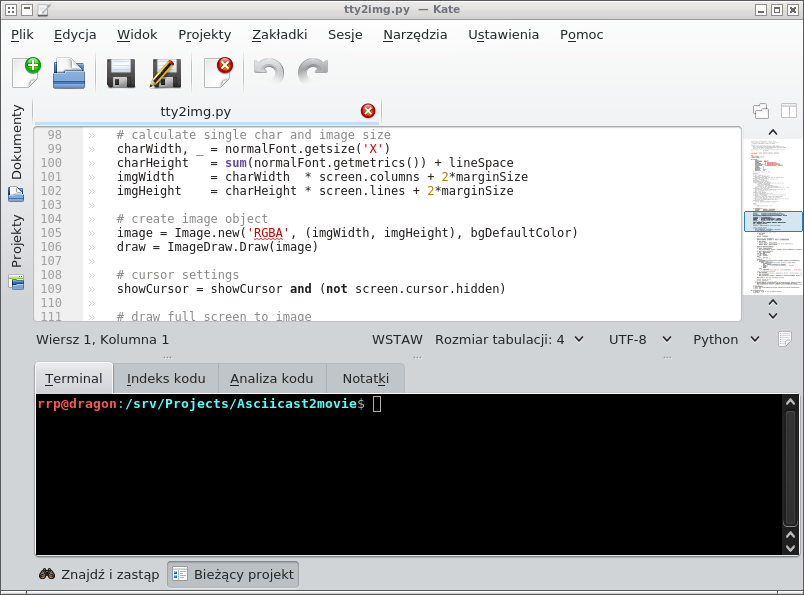 tty2img.py — Kate
Plik Edycja Widok Projekty Zakładki Sesje Narzędzia Ustawienia Pomoc
tty2img.py
Dokumenty
Projekty
98 » # calculate single char and image size
99 » charWidth, _ = normalFont.getsize('X')
100 » charHeight   = sum(normalFont.getmetrics()) + lineSpace
101 » imgWidth     = charWidth  * screen.columns + 2*marginSize
102 » imgHeight    = charHeight * screen.lines + 2*marginSize
103
104 » # create image object
105 » image = Image.new('RGBA', (imgWidth, imgHeight), bgDefaultColor)
106 » draw = ImageDraw.Draw(image)
107
108 » # cursor settings
109 » showCursor = showCursor and (not screen.cursor.hidden)
110
111 » # draw full screen to image
Wiersz 1, Kolumna 1 WSTAW Rozmiar tabulacji: 4 UTF-8 Python
Terminal Indeks kodu Analiza kodu Notatki
rrp@dragon:/srv/Projects/Asciicast2movie$
Znajdź i zastąp Bieżący projekt